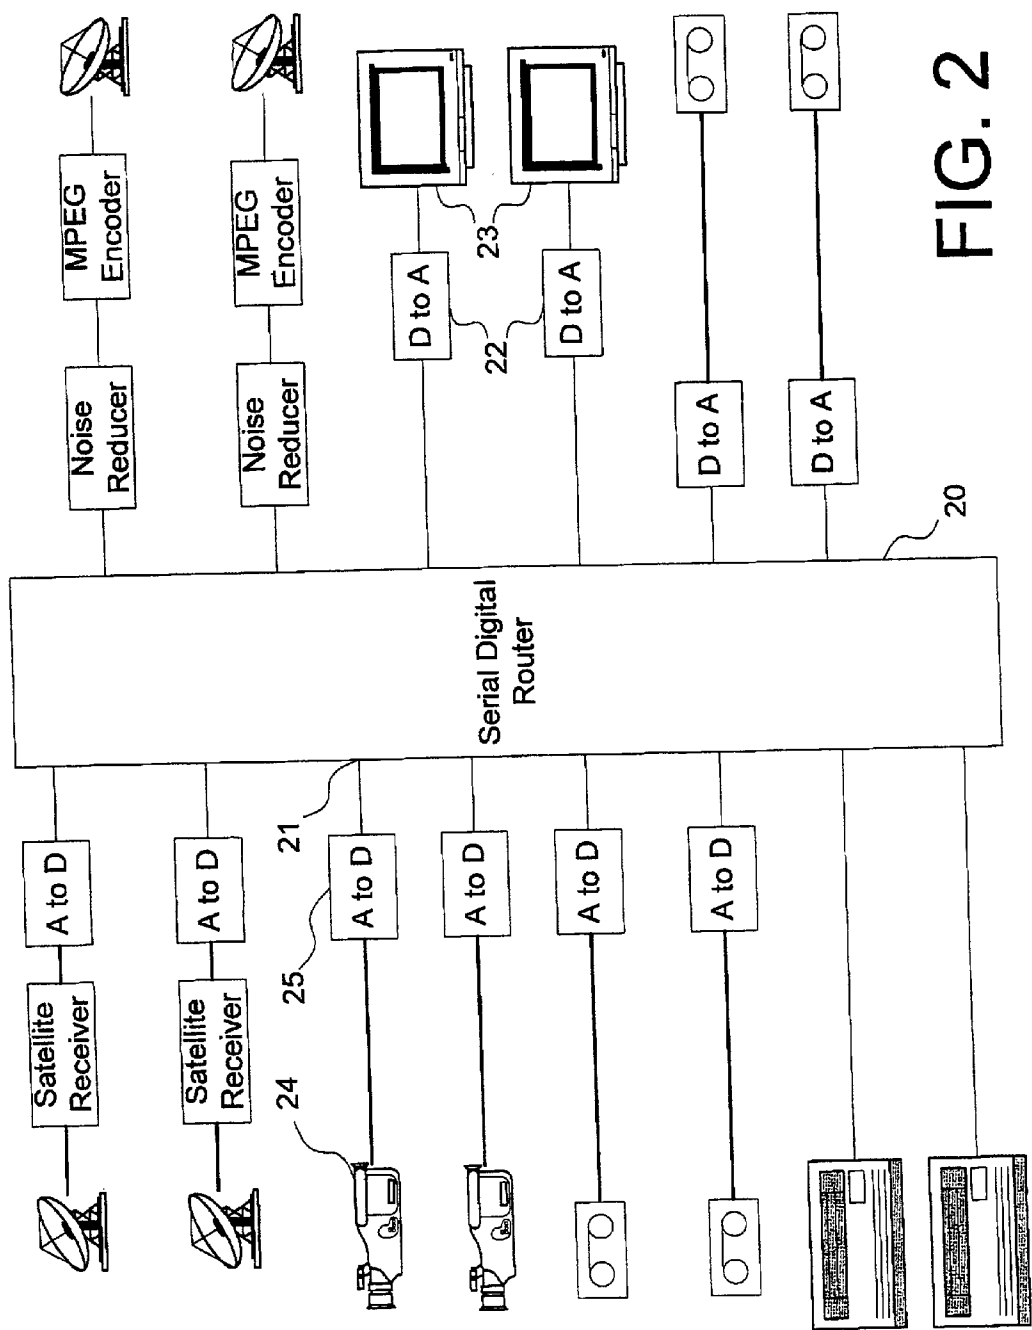 Satellite
Receiver
A to D
Noise
Reducer
MPEG
Encoder
Satellite
Receiver
A to D
Noise
Reducer
MPEG
Encoder
24
25
21
A to D
D to A
A to D
Serial Digital
Router
22
23
D to A
A to D
A to D
D to A
D to A
20
FIG. 2